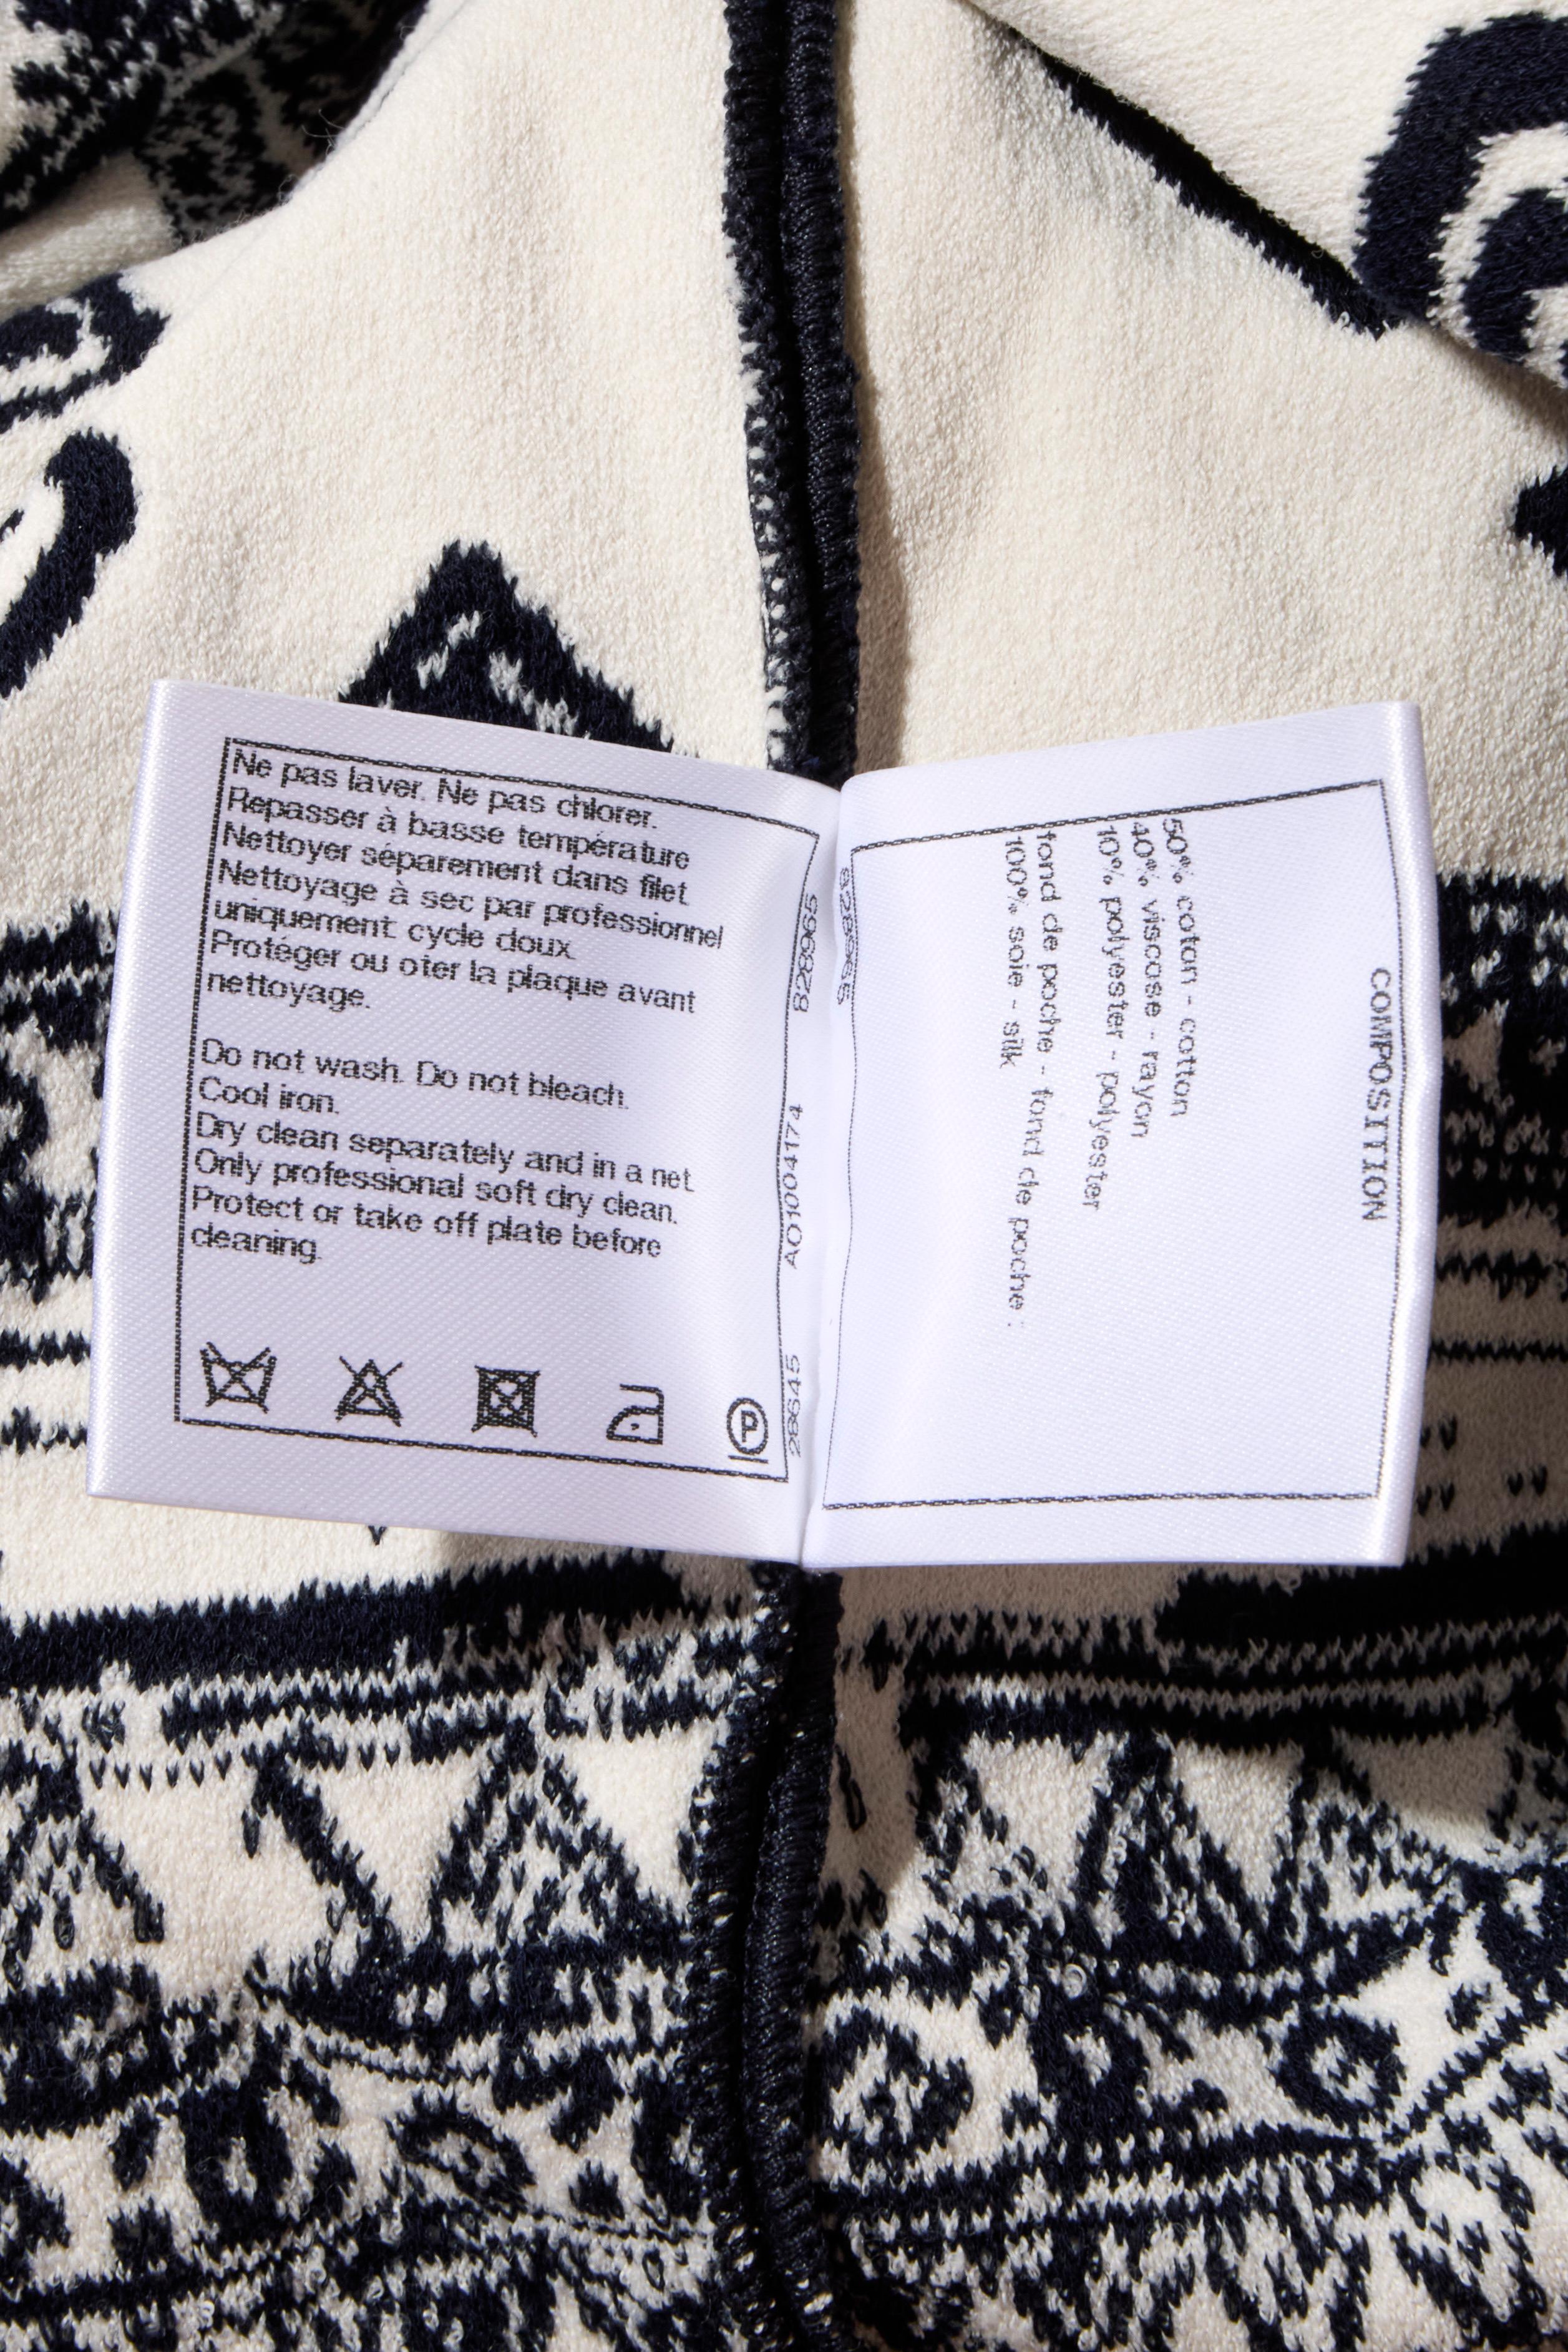 Ne pas laver. Ne pas chlorer.
Repasser à basse température
Nettoyer séparement dans filet.
Nettoyage à sec par professionnel
uniquement: cycle doux.
Protéger ou oter la plaque avant
nettoyage.
Do not wash. Do not bleach.
Cool iron.
Dry clean separately and in a net.
Only professional soft dry clean.
Protect or take off plate before
cleaning.
P
828965
A01004174
28645
828965
COMPOSITION
50% coton - cotton
40% viscose - rayon
10% polyester - polyester
fond de poche - fond de poche :
100% soie - silk